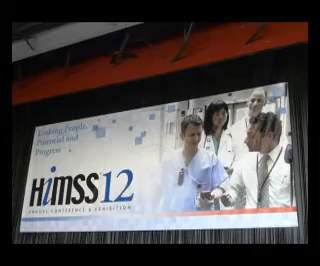 Linking People,
Potential and
Progress
HiMSS12
ANNUAL CONFERENCE & EXHIBITION